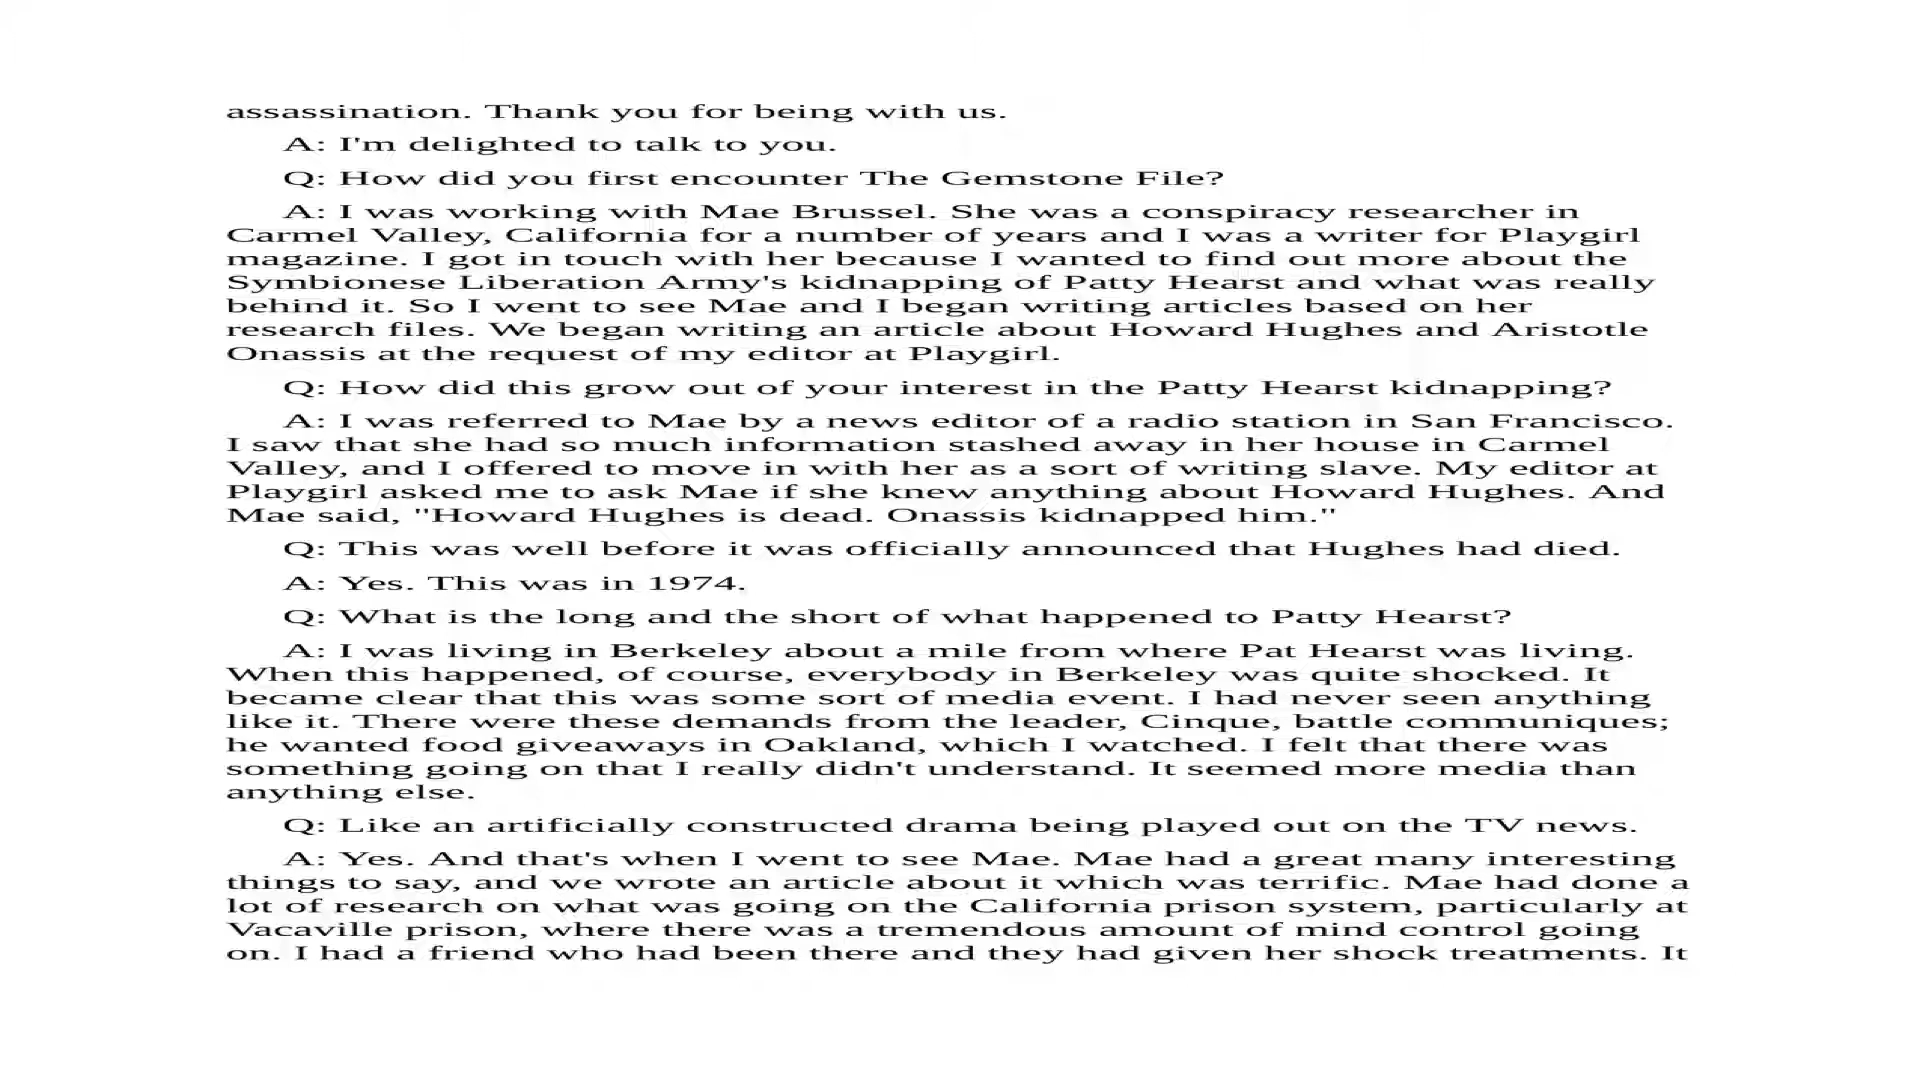 assassination. Thank you for being with us.
A: I'm delighted to talk to you.
Q: How did you first encounter The Gemstone File?
A: I was working with Mae Brussel. She was a conspiracy researcher in
Carmel Valley, California for a number of years and I was a writer for Playgirl
magazine. I got in touch with her because I wanted to find out more about the
Symbionese Liberation Army's kidnapping of Patty Hearst and what was really
behind it. So I went to see Mae and I began writing articles based on her
research files. We began writing an article about Howard Hughes and Aristotle
Onassis at the request of my editor at Playgirl.
Q: How did this grow out of your interest in the Patty Hearst kidnapping?
A: I was referred to Mae by a news editor of a radio station in San Francisco.
I saw that she had so much information stashed away in her house in Carmel
Valley, and I offered to move in with her as a sort of writing slave. My editor at
Playgirl asked me to ask Mae if she knew anything about Howard Hughes. And
Mae said, "Howard Hughes is dead. Onassis kidnapped him."
Q: This was well before it was officially announced that Hughes had died.
A: Yes. This was in 1974.
Q: What is the long and the short of what happened to Patty Hearst?
A: I was living in Berkeley about a mile from where Pat Hearst was living.
When this happened, of course, everybody in Berkeley was quite shocked. It
became clear that this was some sort of media event. I had never seen anything
like it. There were these demands from the leader, Cinque, battle communiques;
he wanted food giveaways in Oakland, which I watched. I felt that there was
something going on that I really didn't understand. It seemed more media than
anything else.
Q: Like an artificially constructed drama being played out on the TV news.
A: Yes. And that's when I went to see Mae. Mae had a great many interesting
things to say, and we wrote an article about it which was terrific. Mae had done a
lot of research on what was going on the California prison system, particularly at
Vacaville prison, where there was a tremendous amount of mind control going
on. I had a friend who had been there and they had given her shock treatments. It